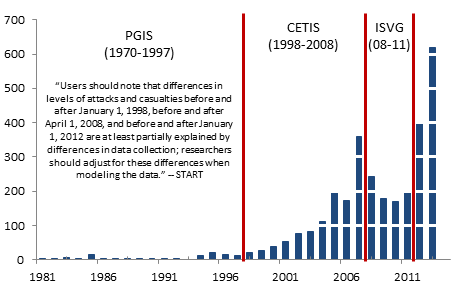 700
600
500
400
300
200
100
0
PGIS
(1970-1997)
CETIS
(1998-2008)
ISVG
(08-11)
“Users should note that differences in
levels of attacks and casualties before and
after January 1, 1998, before and after
April 1, 2008, and before and after January
1, 2012 are at least partially explained by
differences in data collection; researchers
should adjust for these differences when
modeling the data.” -- START
1981 1986 1991 1996 2001 2006 2011